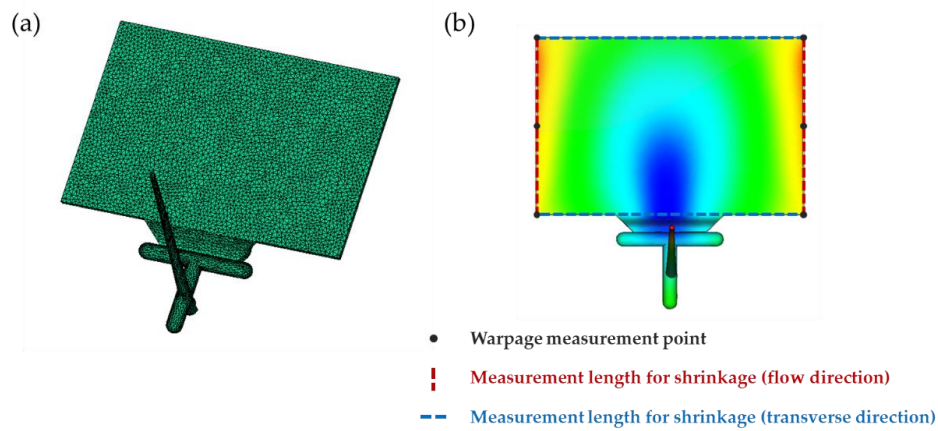 (a)
(b)
Warpage measurement point
Measurement length for shrinkage (flow direction)
Measurement length for shrinkage (transverse direction)